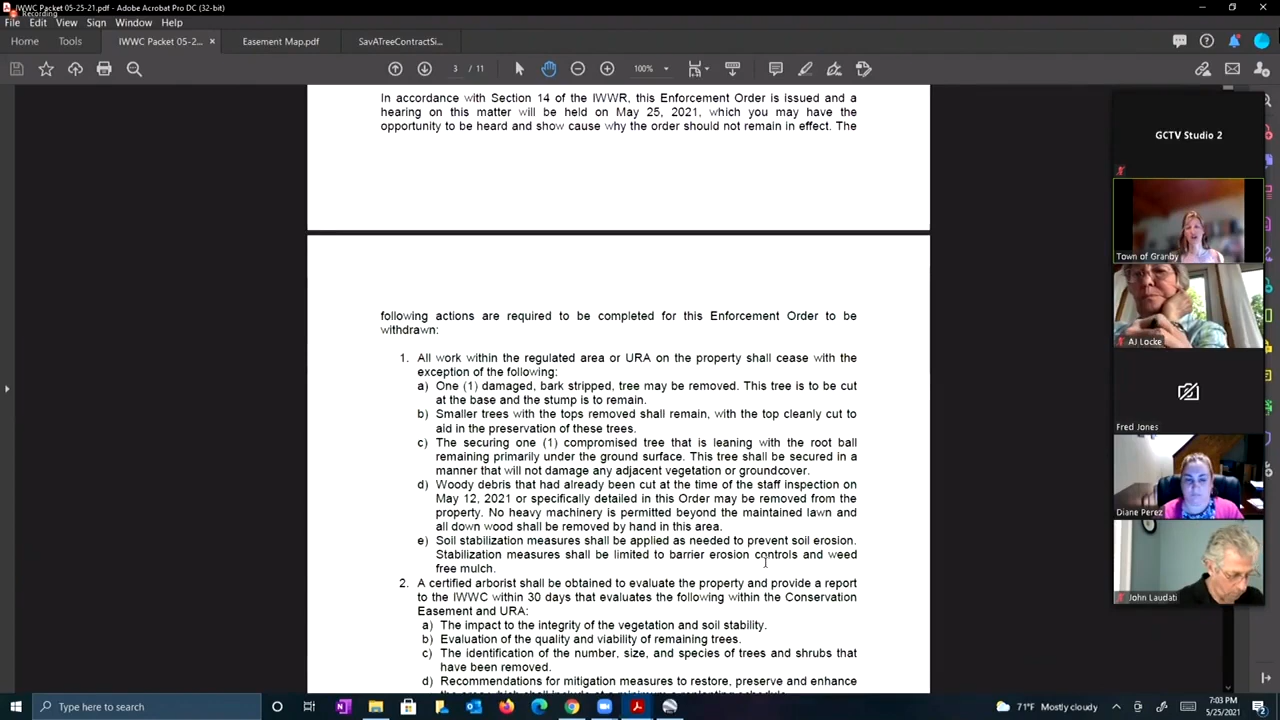 Recording
IWWC Packet 05-25-21.pdf - Adobe Acrobat Pro DC (32-bit)
File Edit View Sign Window Help
Home Tools IWWC Packet 05-2... × Easement Map.pdf SavATreeContractSi...
3 / 11 100%
In accordance with Section 14 of the IWWR, this Enforcement Order is issued and a
hearing on this matter will be held on May 25, 2021, which you may have the
opportunity to be heard and show cause why the order should not remain in effect. The
following actions are required to be completed for this Enforcement Order to be
withdrawn:
1. All work within the regulated area or URA on the property shall cease with the
exception of the following:
a) One (1) damaged, bark stripped, tree may be removed. This tree is to be cut
at the base and the stump is to remain.
b) Smaller trees with the tops removed shall remain, with the top cleanly cut to
aid in the preservation of these trees.
c) The securing one (1) compromised tree that is leaning with the root ball
remaining primarily under the ground surface. This tree shall be secured in a
manner that will not damage any adjacent vegetation or groundcover.
d) Woody debris that had already been cut at the time of the staff inspection on
May 12, 2021 or specifically detailed in this Order may be removed from the
property. No heavy machinery is permitted beyond the maintained lawn and
all down wood shall be removed by hand in this area.
e) Soil stabilization measures shall be applied as needed to prevent soil erosion.
Stabilization measures shall be limited to barrier erosion controls and weed
free mulch.
2. A certified arborist shall be obtained to evaluate the property and provide a report
to the IWWC within 30 days that evaluates the following within the Conservation
Easement and URA:
a) The impact to the integrity of the vegetation and soil stability.
b) Evaluation of the quality and viability of remaining trees.
c) The identification of the number, size, and species of trees and shrubs that
have been removed.
d) Recommendations for mitigation measures to restore, preserve and enhance
GCTV Studio 2
Town of Granby
AJ Locke
Fred Jones
Diane Perez
John Laudati
Type here to search
71°F Mostly cloudy
7:03 PM
5/25/2021